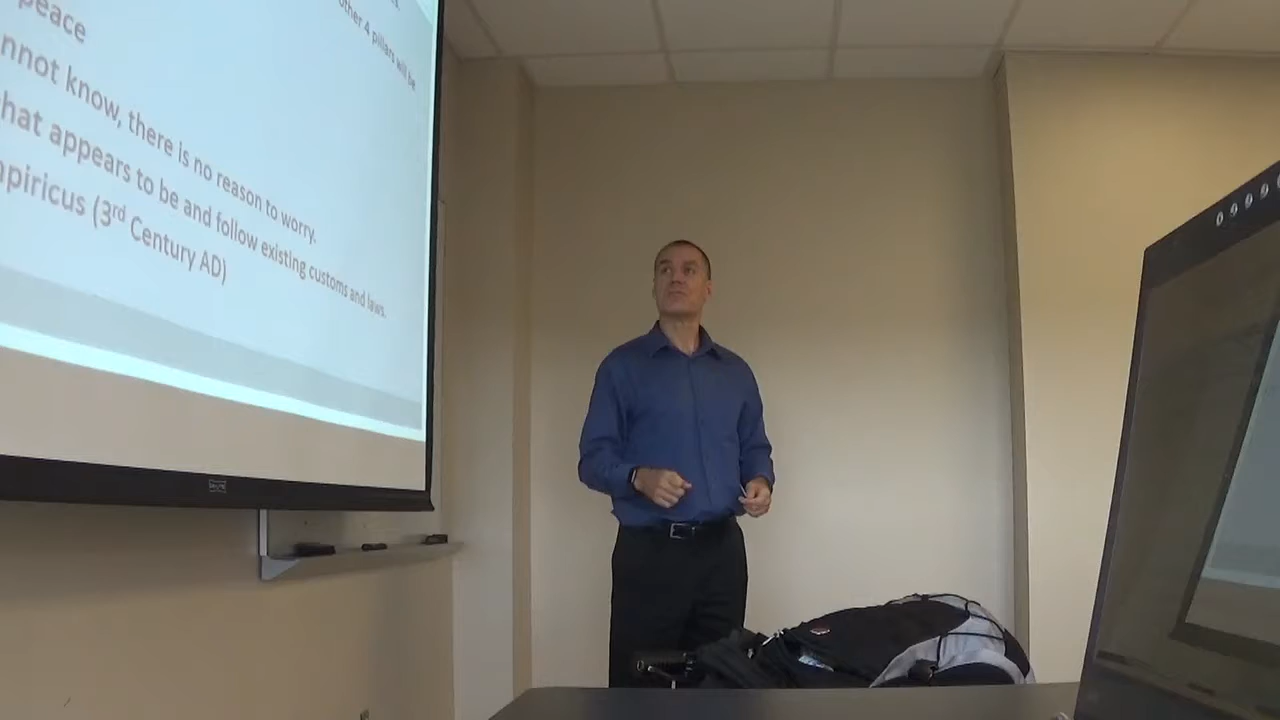 other 4 pillars will be
peace
nnot know, there is no reason to worry.
hat appears to be and follow existing customs and laws.
mpiricus (3rd Century AD)